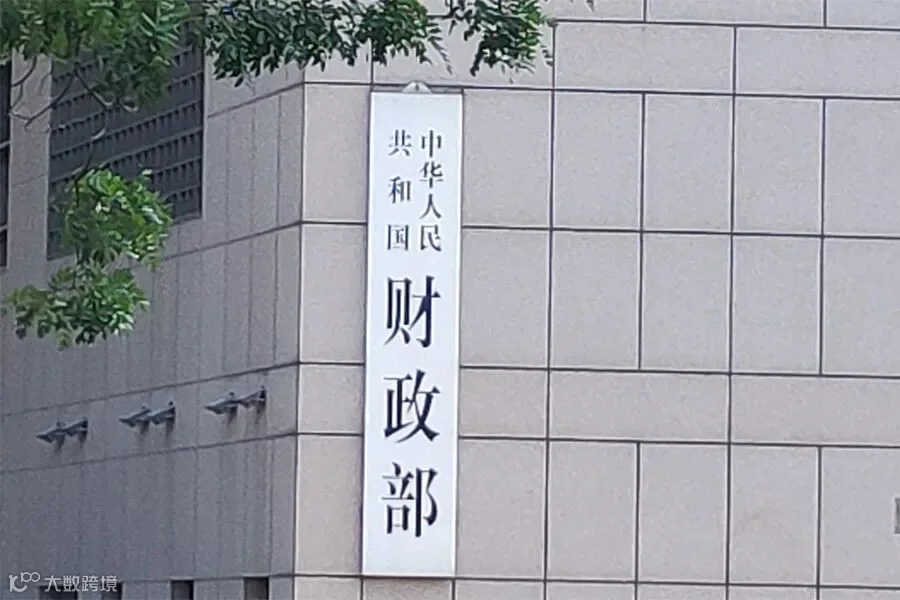 中华人民
共和国
财政部
大数跨境